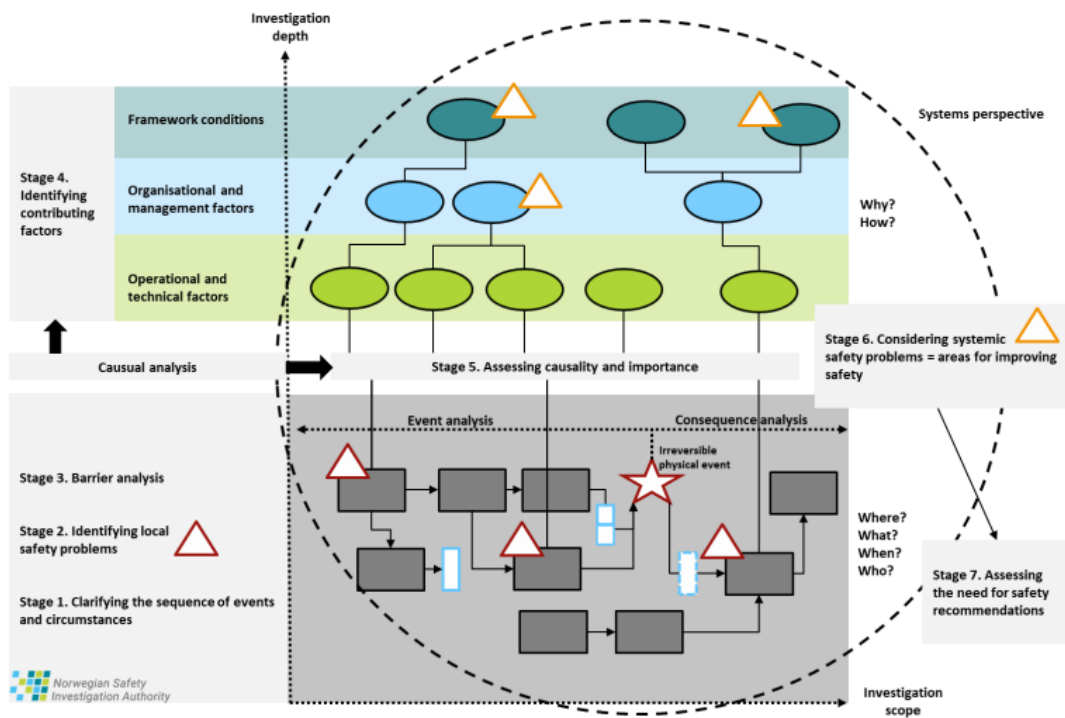 Investigation
depth
Framework conditions
Systems perspective
Stage 4.
Identifying
contributing
factors
Organisational and
management factors
Why?
How?
Operational and
technical factors
Stage 6. Considering systemic
safety problems = areas for improving
safety
Causual analysis
Stage 5. Assessing causality and importance
Event analysis
Consequence analysis
Irreversible
physical event
Stage 3. Barrier analysis
Stage 2. Identifying local
safety problems
Where?
What?
When?
Who?
Stage 7. Assessing
the need for safety
recommendations
Stage 1. Clarifying the sequence of events
and circumstances
Norwegian Safety
Investigation Authority
Investigation
scope